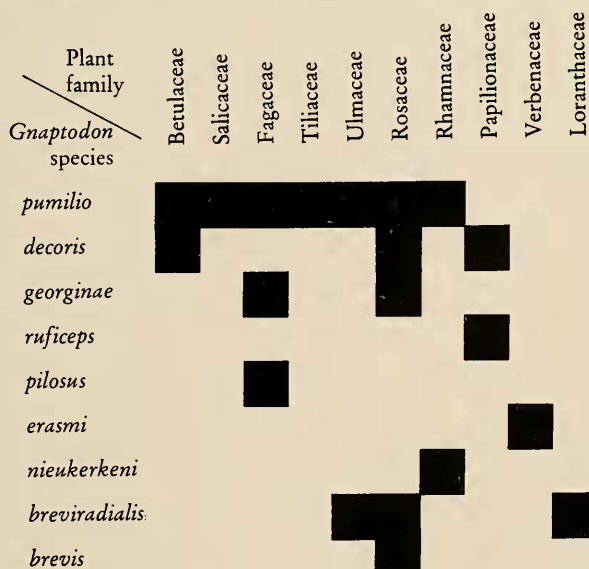 Plant
family
Gnaptodon
species
Betulaceae
Salicaceae
Fagaceae
Tiliaceae
Ulmaceae
Rosaceae
Rhamnaceae
Papilionaceae
Verbenaceae
Loranthaceae
pumilio
decoris
georginae
ruficeps
pilosus
erasmi
nieukerkeni
breviradialis
brevis